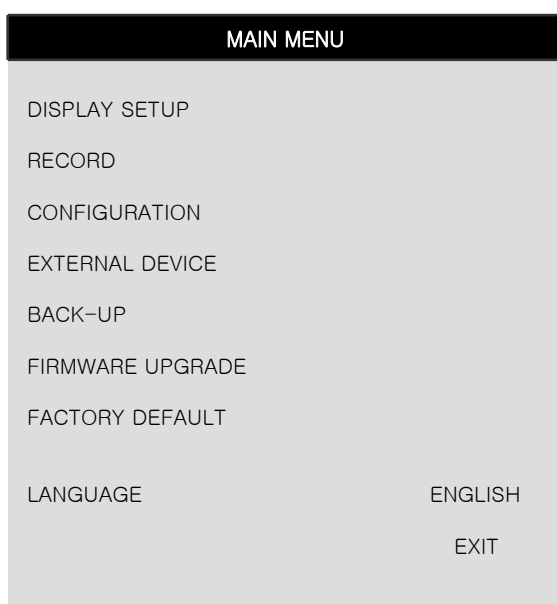 MAIN MENU
DISPLAY SETUP
RECORD
CONFIGURATION
EXTERNAL DEVICE
BACK-UP
FIRMWARE UPGRADE
FACTORY DEFAULT
LANGUAGE ENGLISH
EXIT